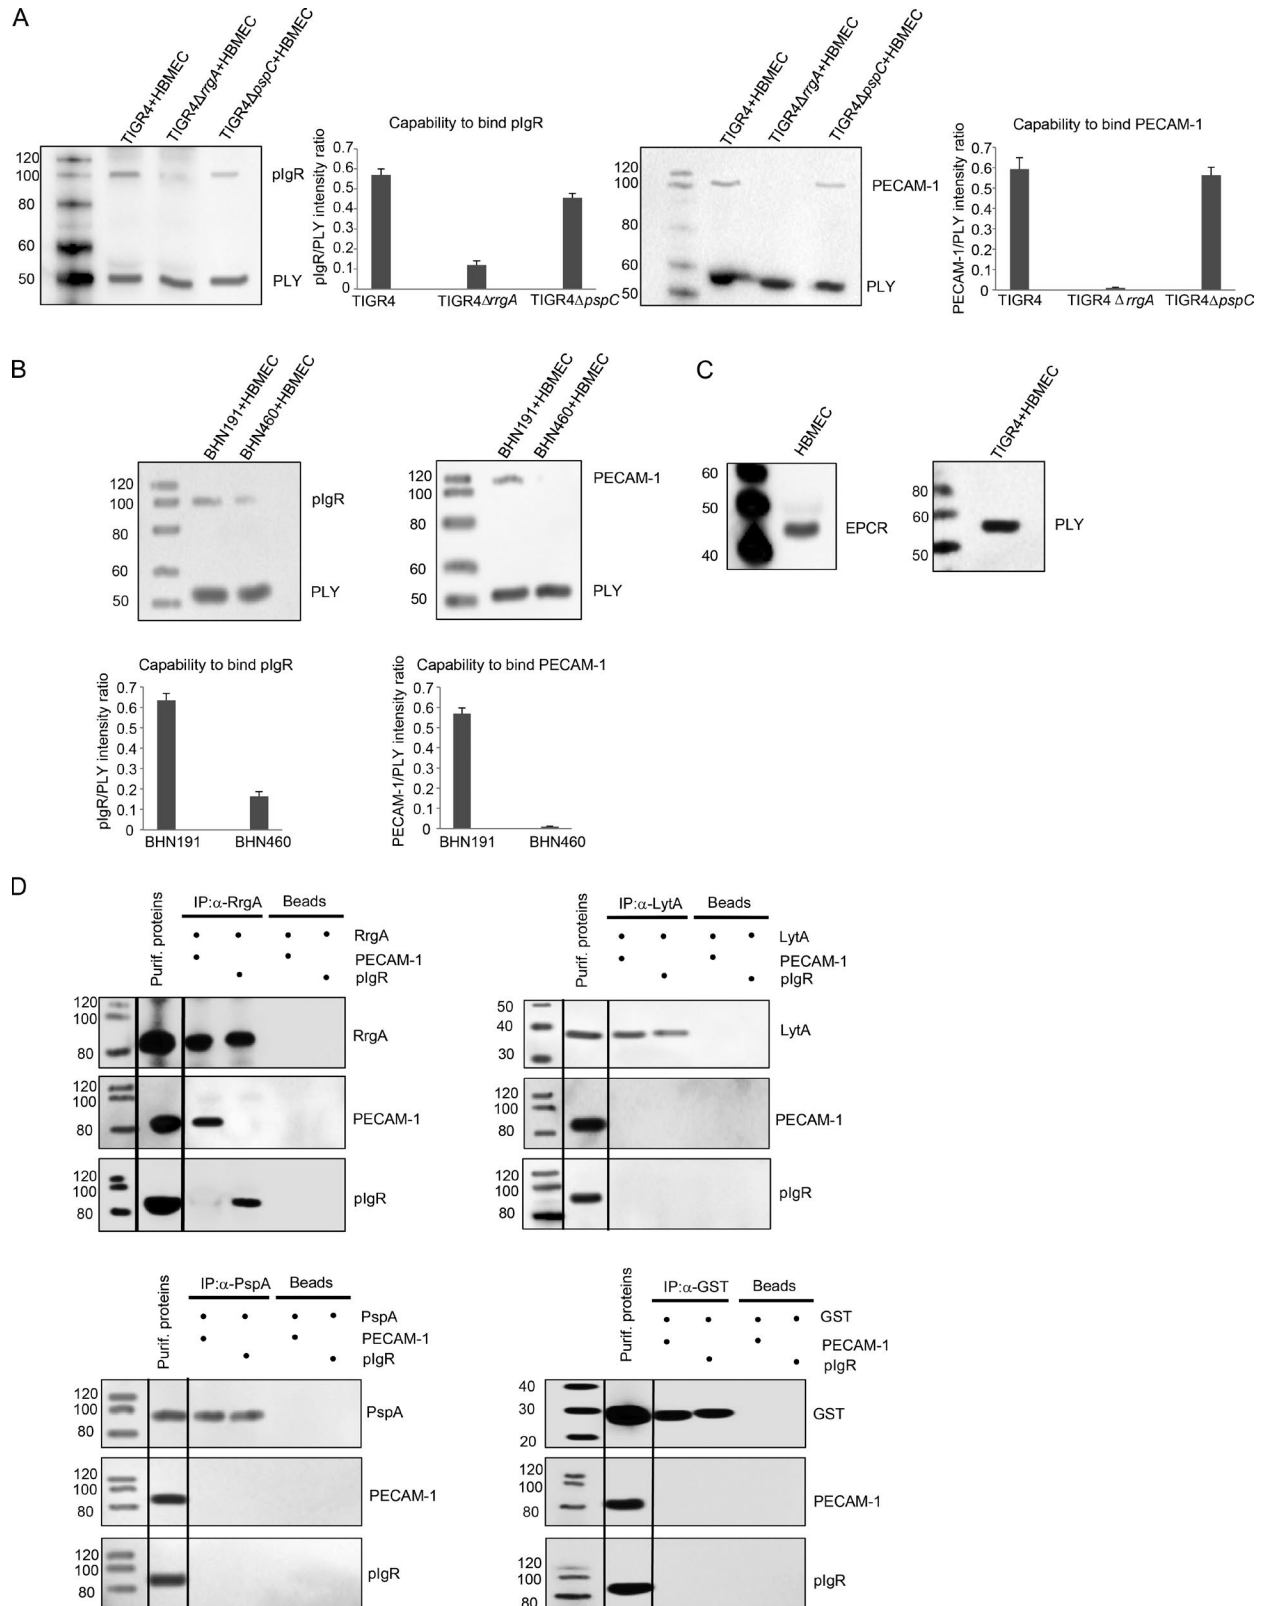 A
TIGR4+HBMEC
TIGR4ΔrrgA+HBMEC
TIGR4ΔpspC+HBMEC
120
100
80
60
50
pIgR
PLY
Capability to bind pIgR
pIgR/PLY intensity ratio
0.7
0.6
0.5
0.4
0.3
0.2
0.1
0
TIGR4
TIGR4ΔrrgA
TIGR4ΔpspC
TIGR4+HBMEC
TIGR4ΔrrgA+HBMEC
TIGR4ΔpspC+HBMEC
120
100
80
60
50
PECAM-1
PLY
Capability to bind PECAM-1
PECAM-1/PLY intensity ratio
0.7
0.6
0.5
0.4
0.3
0.2
0.1
0
TIGR4
TIGR4 ΔrrgA
TIGR4ΔpspC
B
BHN191+HBMEC
BHN460+HBMEC
120
100
80
60
50
pIgR
PLY
BHN191+HBMEC
BHN460+HBMEC
120
100
80
60
50
PECAM-1
PLY
Capability to bind pIgR
pIgR/PLY intensity ratio
0.7
0.6
0.5
0.4
0.3
0.2
0.1
0
BHN191
BHN460
Capability to bind PECAM-1
PECAM-1/PLY intensity ratio
0.7
0.6
0.5
0.4
0.3
0.2
0.1
0
BHN191
BHN460
C
HBMEC
60
50
40
EPCR
TIGR4+HBMEC
80
60
50
PLY
D
Purif. proteins
IP:α-RrgA
Beads
RrgA
PECAM-1
pIgR
120
100
80
RrgA
120
100
80
PECAM-1
120
100
80
pIgR
Purif. proteins
IP:α-LytA
Beads
LytA
PECAM-1
pIgR
50
40
30
LytA
120
100
80
PECAM-1
120
100
80
pIgR
Purif. proteins
IP:α-PspA
Beads
PspA
PECAM-1
pIgR
120
100
80
PspA
120
100
80
PECAM-1
120
100
80
pIgR
Purif. proteins
IP:α-GST
Beads
GST
PECAM-1
pIgR
40
30
20
GST
120
100
80
PECAM-1
120
100
80
pIgR